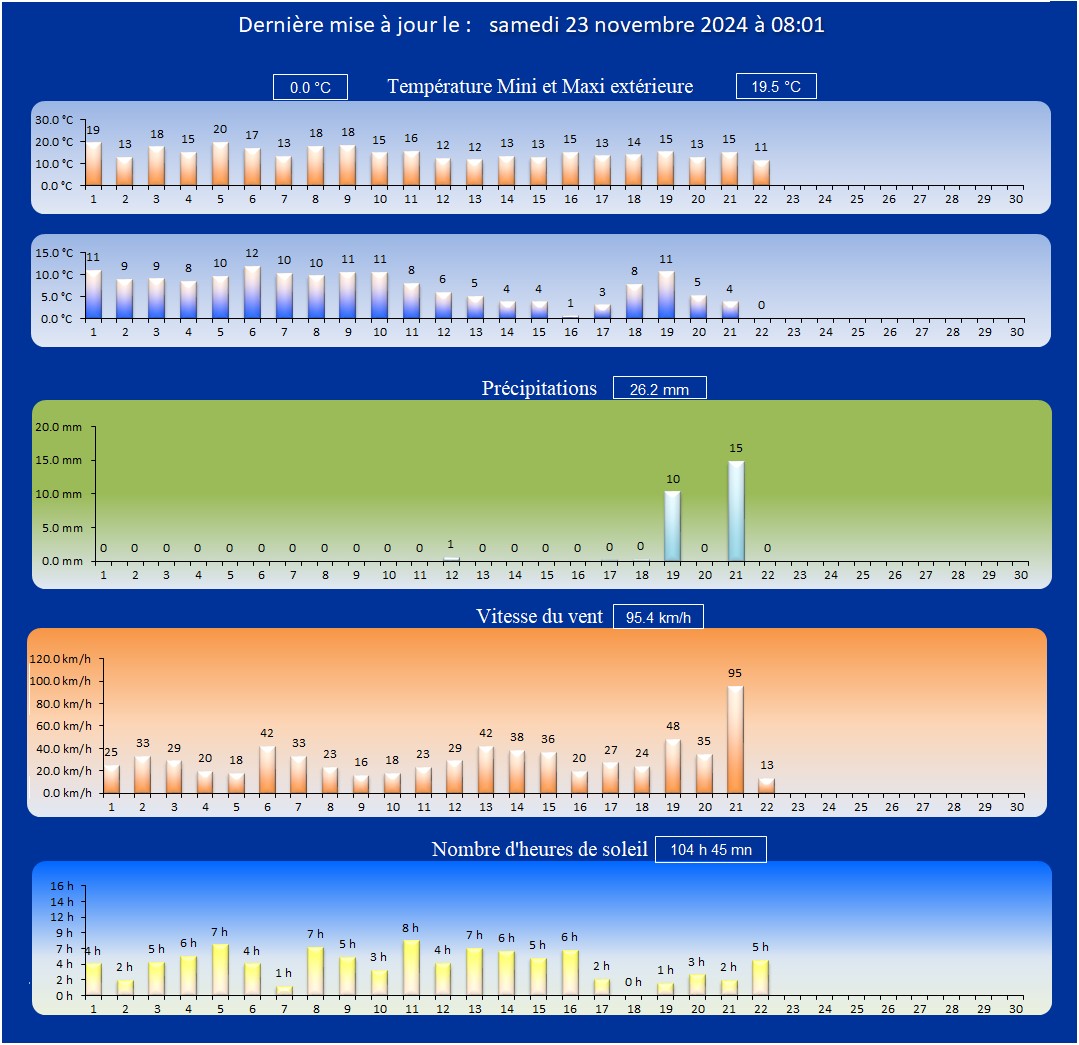 Dernière mise à jour le :   samedi 23 novembre 2024 à 08:01
0.0 °C Température Mini et Maxi extérieure 19.5 °C
30.0 °C
20.0 °C
10.0 °C
0.0 °C
19 13 18 15 20 17 13 18 18 15 16 12 12 13 13 15 13 14 15 13 15 11
1 2 3 4 5 6 7 8 9 10 11 12 13 14 15 16 17 18 19 20 21 22 23 24 25 26 27 28 29 30
15.0 °C
10.0 °C
5.0 °C
0.0 °C
11 9 9 8 10 12 10 10 11 11 8 6 5 4 4 1 3 8 11 5 4 0
1 2 3 4 5 6 7 8 9 10 11 12 13 14 15 16 17 18 19 20 21 22 23 24 25 26 27 28 29 30
Précipitations 26.2 mm
20.0 mm
15.0 mm
10.0 mm
5.0 mm
0.0 mm
0 0 0 0 0 0 0 0 0 0 0 1 0 0 0 0 0 0 10 0 15 0
1 2 3 4 5 6 7 8 9 10 11 12 13 14 15 16 17 18 19 20 21 22 23 24 25 26 27 28 29 30
Vitesse du vent 95.4 km/h
120.0 km/h
100.0 km/h
80.0 km/h
60.0 km/h
40.0 km/h
20.0 km/h
0.0 km/h
25 33 29 20 18 42 33 23 16 18 23 29 42 38 36 20 27 24 48 35 95 13
1 2 3 4 5 6 7 8 9 10 11 12 13 14 15 16 17 18 19 20 21 22 23 24 25 26 27 28 29 30
Nombre d'heures de soleil 104 h 45 mn
16 h
14 h
12 h
9 h
7 h
4 h
2 h
0 h
4 h 2 h 5 h 6 h 7 h 4 h 1 h 7 h 5 h 3 h 8 h 4 h 7 h 6 h 5 h 6 h 2 h 0 h 1 h 3 h 2 h 5 h
1 2 3 4 5 6 7 8 9 10 11 12 13 14 15 16 17 18 19 20 21 22 23 24 25 26 27 28 29 30